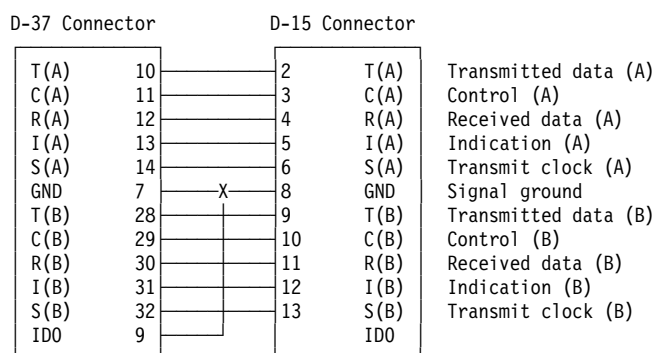 D-37 Connector D-15 Connector
T(A) 10 2 T(A) Transmitted data (A)
C(A) 11 3 C(A) Control (A)
R(A) 12 4 R(A) Received data (A)
I(A) 13 5 I(A) Indication (A)
S(A) 14 6 S(A) Transmit clock (A)
GND 7 X 8 GND Signal ground
T(B) 28 9 T(B) Transmitted data (B)
C(B) 29 10 C(B) Control (B)
R(B) 30 11 R(B) Received data (B)
I(B) 31 12 I(B) Indication (B)
S(B) 32 13 S(B) Transmit clock (B)
IDO 9 IDO